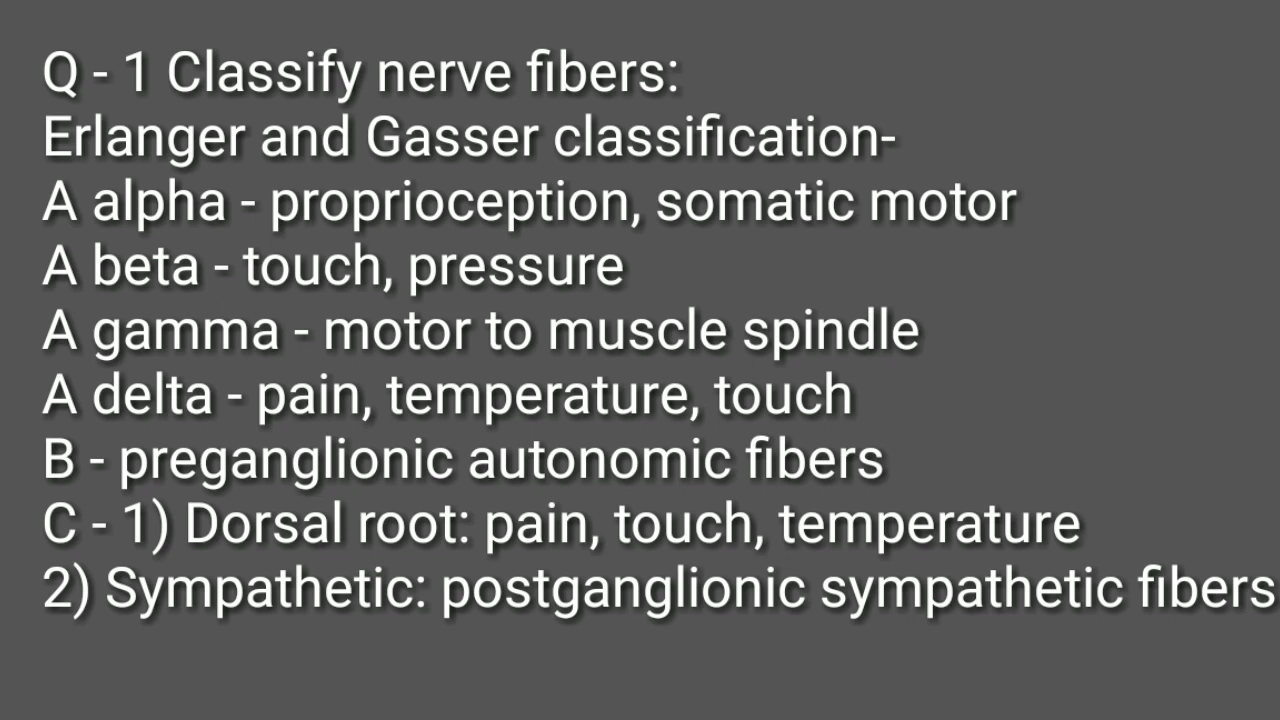 Q - 1 Classify nerve fibers:
Erlanger and Gasser classification-
A alpha - proprioception, somatic motor
A beta - touch, pressure
A gamma - motor to muscle spindle
A delta - pain, temperature, touch
B - preganglionic autonomic fibers
C - 1) Dorsal root: pain, touch, temperature
2) Sympathetic: postganglionic sympathetic fibers